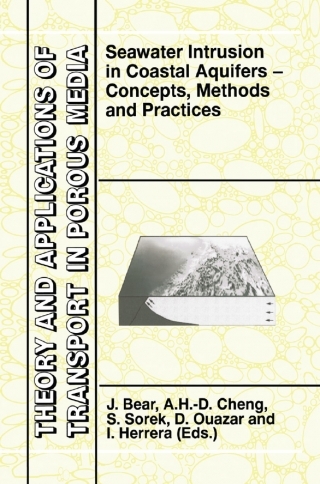 Seawater Intrusion
in Coastal Aquifers –
Concepts, Methods
and Practices
THEORY AND APPLICATIONS OF
TRANSPORT IN POROUS MEDIA
J. Bear, A.H.-D. Cheng,
S. Sorek, D. Ouazar and
I. Herrera (Eds.)